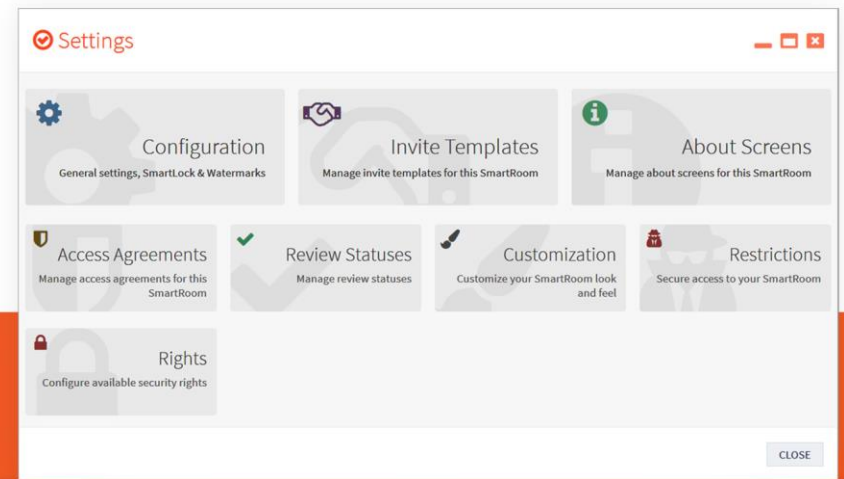 Settings
Configuration
General settings, SmartLock & Watermarks
Invite Templates
Manage invite templates for this SmartRoom
About Screens
Manage about screens for this SmartRoom
Access Agreements
Manage access agreements for this
SmartRoom
Review Statuses
Manage review statuses
Customization
Customize your SmartRoom look
and feel
Restrictions
Secure access to your SmartRoom
Rights
Configure available security rights
CLOSE